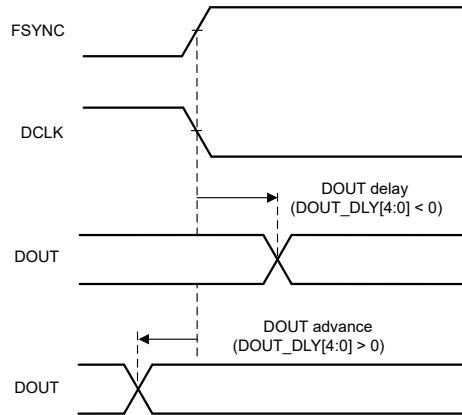 FSYNC
DCLK
DOUT delay
(DOUT_DLY[4:0] < 0)
DOUT
DOUT advance
(DOUT_DLY[4:0] > 0)
DOUT